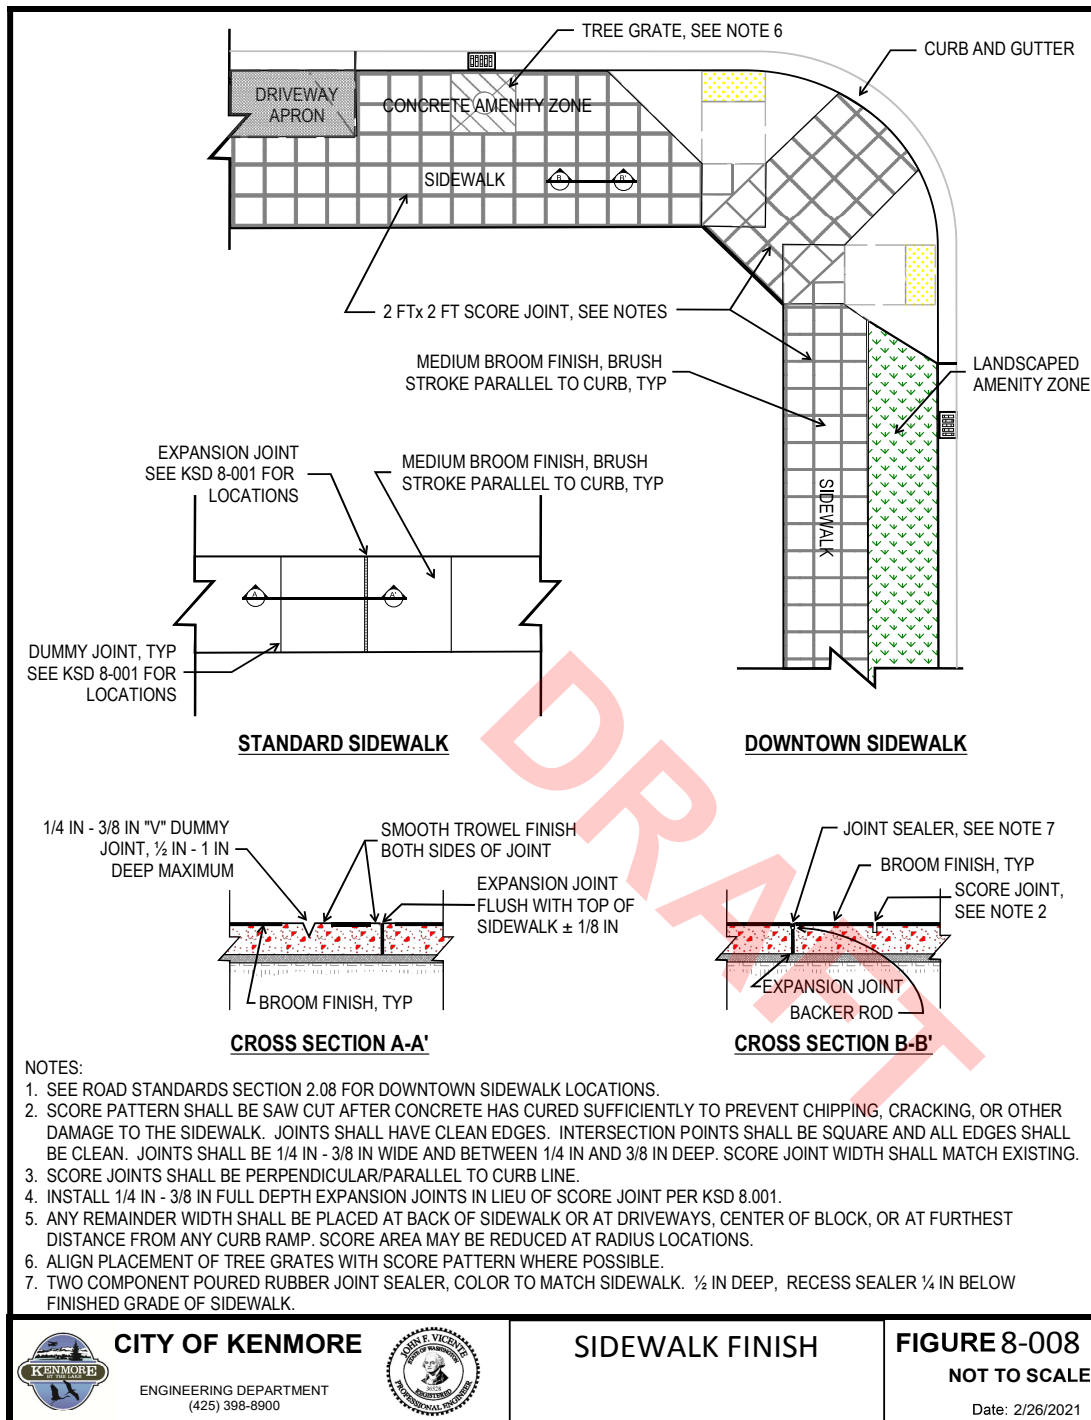 TREE GRATE, SEE NOTE 6
CURB AND GUTTER
DRIVEWAY
APRON
CONCRETE AMENITY ZONE
SIDEWALK
B
B'
2 FTx 2 FT SCORE JOINT, SEE NOTES
MEDIUM BROOM FINISH, BRUSH
STROKE PARALLEL TO CURB, TYP
LANDSCAPED
AMENITY ZONE
SIDEWALK
EXPANSION JOINT
SEE KSD 8-001 FOR
LOCATIONS
MEDIUM BROOM FINISH, BRUSH
STROKE PARALLEL TO CURB, TYP
A
A'
DUMMY JOINT, TYP
SEE KSD 8-001 FOR
LOCATIONS
STANDARD SIDEWALK
DOWNTOWN SIDEWALK
DRAFT
1/4 IN - 3/8 IN "V" DUMMY
JOINT, ½ IN - 1 IN
DEEP MAXIMUM
SMOOTH TROWEL FINISH
BOTH SIDES OF JOINT
EXPANSION JOINT
FLUSH WITH TOP OF
SIDEWALK ± 1/8 IN
BROOM FINISH, TYP
CROSS SECTION A-A'
JOINT SEALER, SEE NOTE 7
BROOM FINISH, TYP
SCORE JOINT,
SEE NOTE 2
EXPANSION JOINT
BACKER ROD
CROSS SECTION B-B'
NOTES:
1. SEE ROAD STANDARDS SECTION 2.08 FOR DOWNTOWN SIDEWALK LOCATIONS.
2. SCORE PATTERN SHALL BE SAW CUT AFTER CONCRETE HAS CURED SUFFICIENTLY TO PREVENT CHIPPING, CRACKING, OR OTHER
DAMAGE TO THE SIDEWALK. JOINTS SHALL HAVE CLEAN EDGES. INTERSECTION POINTS SHALL BE SQUARE AND ALL EDGES SHALL
BE CLEAN. JOINTS SHALL BE 1/4 IN - 3/8 IN WIDE AND BETWEEN 1/4 IN AND 3/8 IN DEEP. SCORE JOINT WIDTH SHALL MATCH EXISTING.
3. SCORE JOINTS SHALL BE PERPENDICULAR/PARALLEL TO CURB LINE.
4. INSTALL 1/4 IN - 3/8 IN FULL DEPTH EXPANSION JOINTS IN LIEU OF SCORE JOINT PER KSD 8.001.
5. ANY REMAINDER WIDTH SHALL BE PLACED AT BACK OF SIDEWALK OR AT DRIVEWAYS, CENTER OF BLOCK, OR AT FURTHEST
DISTANCE FROM ANY CURB RAMP. SCORE AREA MAY BE REDUCED AT RADIUS LOCATIONS.
6. ALIGN PLACEMENT OF TREE GRATES WITH SCORE PATTERN WHERE POSSIBLE.
7. TWO COMPONENT POURED RUBBER JOINT SEALER, COLOR TO MATCH SIDEWALK. ½ IN DEEP, RECESS SEALER ¼ IN BELOW
FINISHED GRADE OF SIDEWALK.
KENMORE
BY THE LAKE
CITY OF KENMORE
ENGINEERING DEPARTMENT
(425) 398-8900
JOHN F. VICENTE
STATE OF WASHINGTON
36528
REGISTERED
PROFESSIONAL ENGINEER
SIDEWALK FINISH
FIGURE 8-008
NOT TO SCALE
Date: 2/26/2021